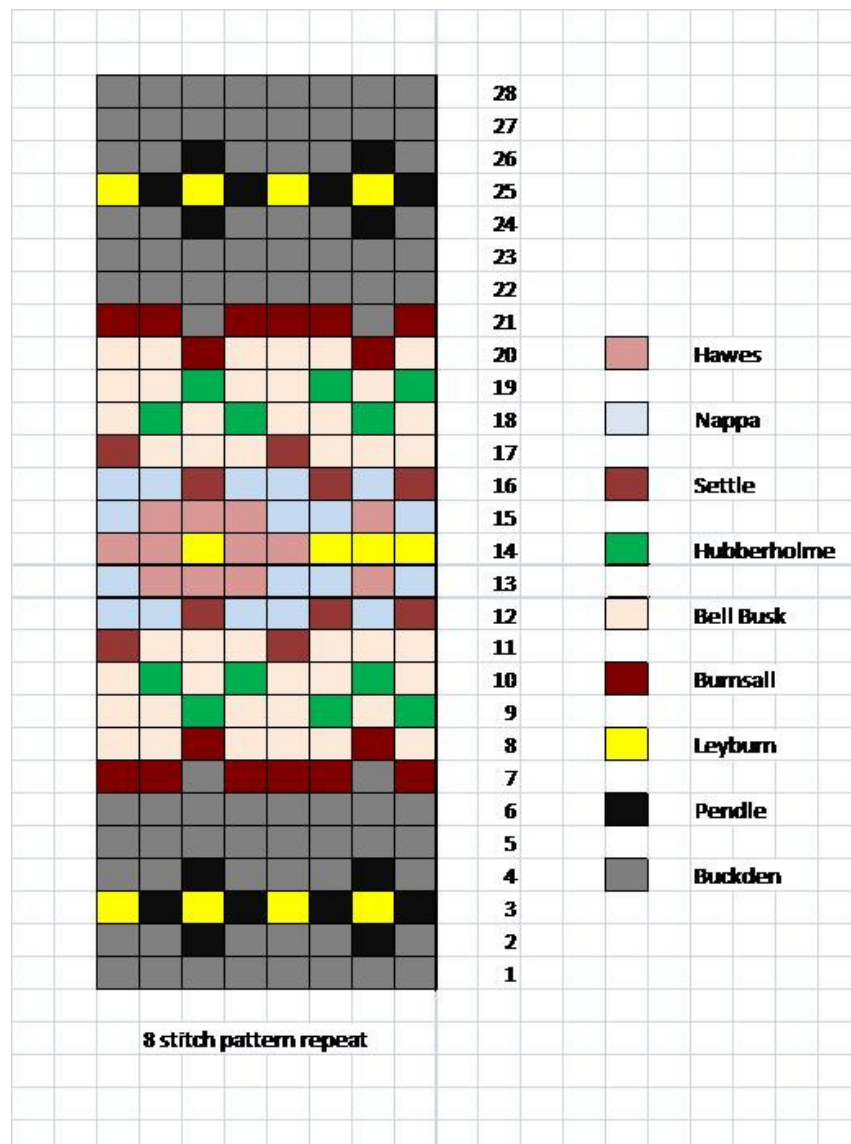 28
27
26
25
24
23
22
21
20 Hawes
19
18 Nappa
17
16 Settle
15
14 Hubberholme
13
12 Bell Busk
11
10 Burnsall
9
8 Leyburn
7
6 Pendle
5
4 Buckden
3
2
1
8 stitch pattern repeat